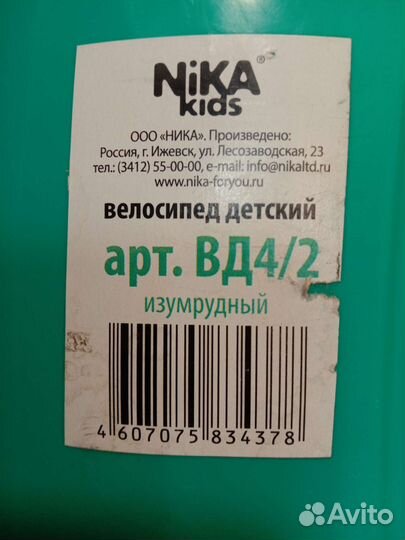 NiKA®
kids
ООО «НИКА». Произведено:
Россия, г. Ижевск, ул. Лесозаводская, 23
тел.: (3412) 55-00-00, e-mail: info@nikaltd.ru
www.nika-foryou.ru
велосипед детский
арт. ВД4/2
изумрудный
4 607075 834378
Avito